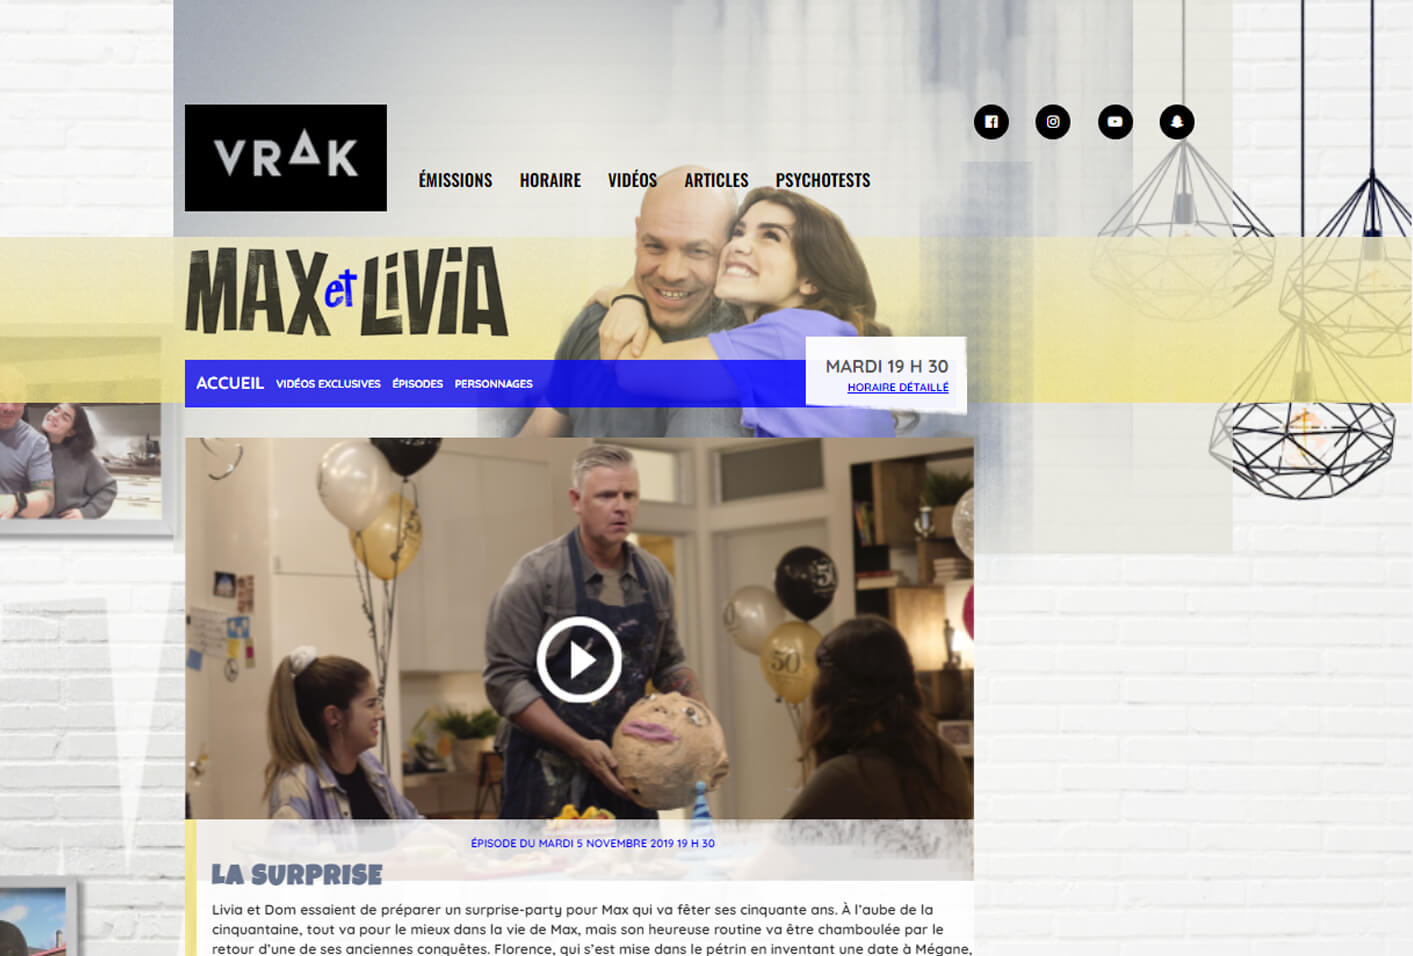 VRAK
ÉMISSIONS HORAIRE VIDÉOS ARTICLES PSYCHOTESTS
MAX et LiViA
MARDI 19 H 30
HORAIRE DÉTAILLÉ
ACCUEIL VIDÉOS EXCLUSIVES ÉPISODES PERSONNAGES
50
50
ÉPISODE DU MARDI 5 NOVEMBRE 2019 19 H 30
LA SURPRISE
Livia et Dom essaient de préparer un surprise-party pour Max qui va fêter ses cinquante ans. À l’aube de la
cinquantaine, tout va pour le mieux dans la vie de Max, mais son heureuse routine va être chamboulée par le
retour d’une de ses anciennes conquêtes. Florence, qui s’est mise dans le pétrin en inventant une date à Mégane,